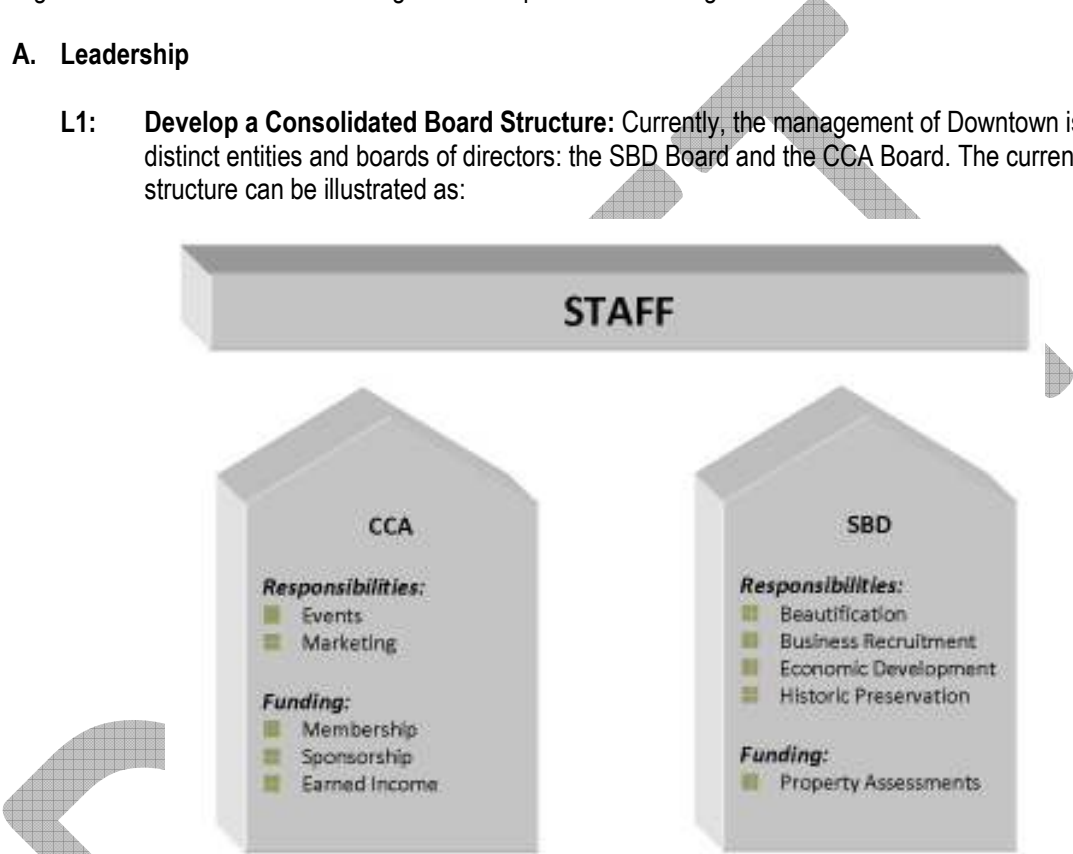 A. Leadership
L1: Develop a Consolidated Board Structure: Currently, the management of Downtown is
distinct entities and boards of directors: the SBD Board and the CCA Board. The curren
structure can be illustrated as:
STAFF
CCA
Responsibilities:
Events
Marketing
Funding:
Membership
Sponsorship
Earned Income
SBD
Responsibilities:
Beautification
Business Recruitment
Economic Development
Historic Preservation
Funding:
Property Assessments